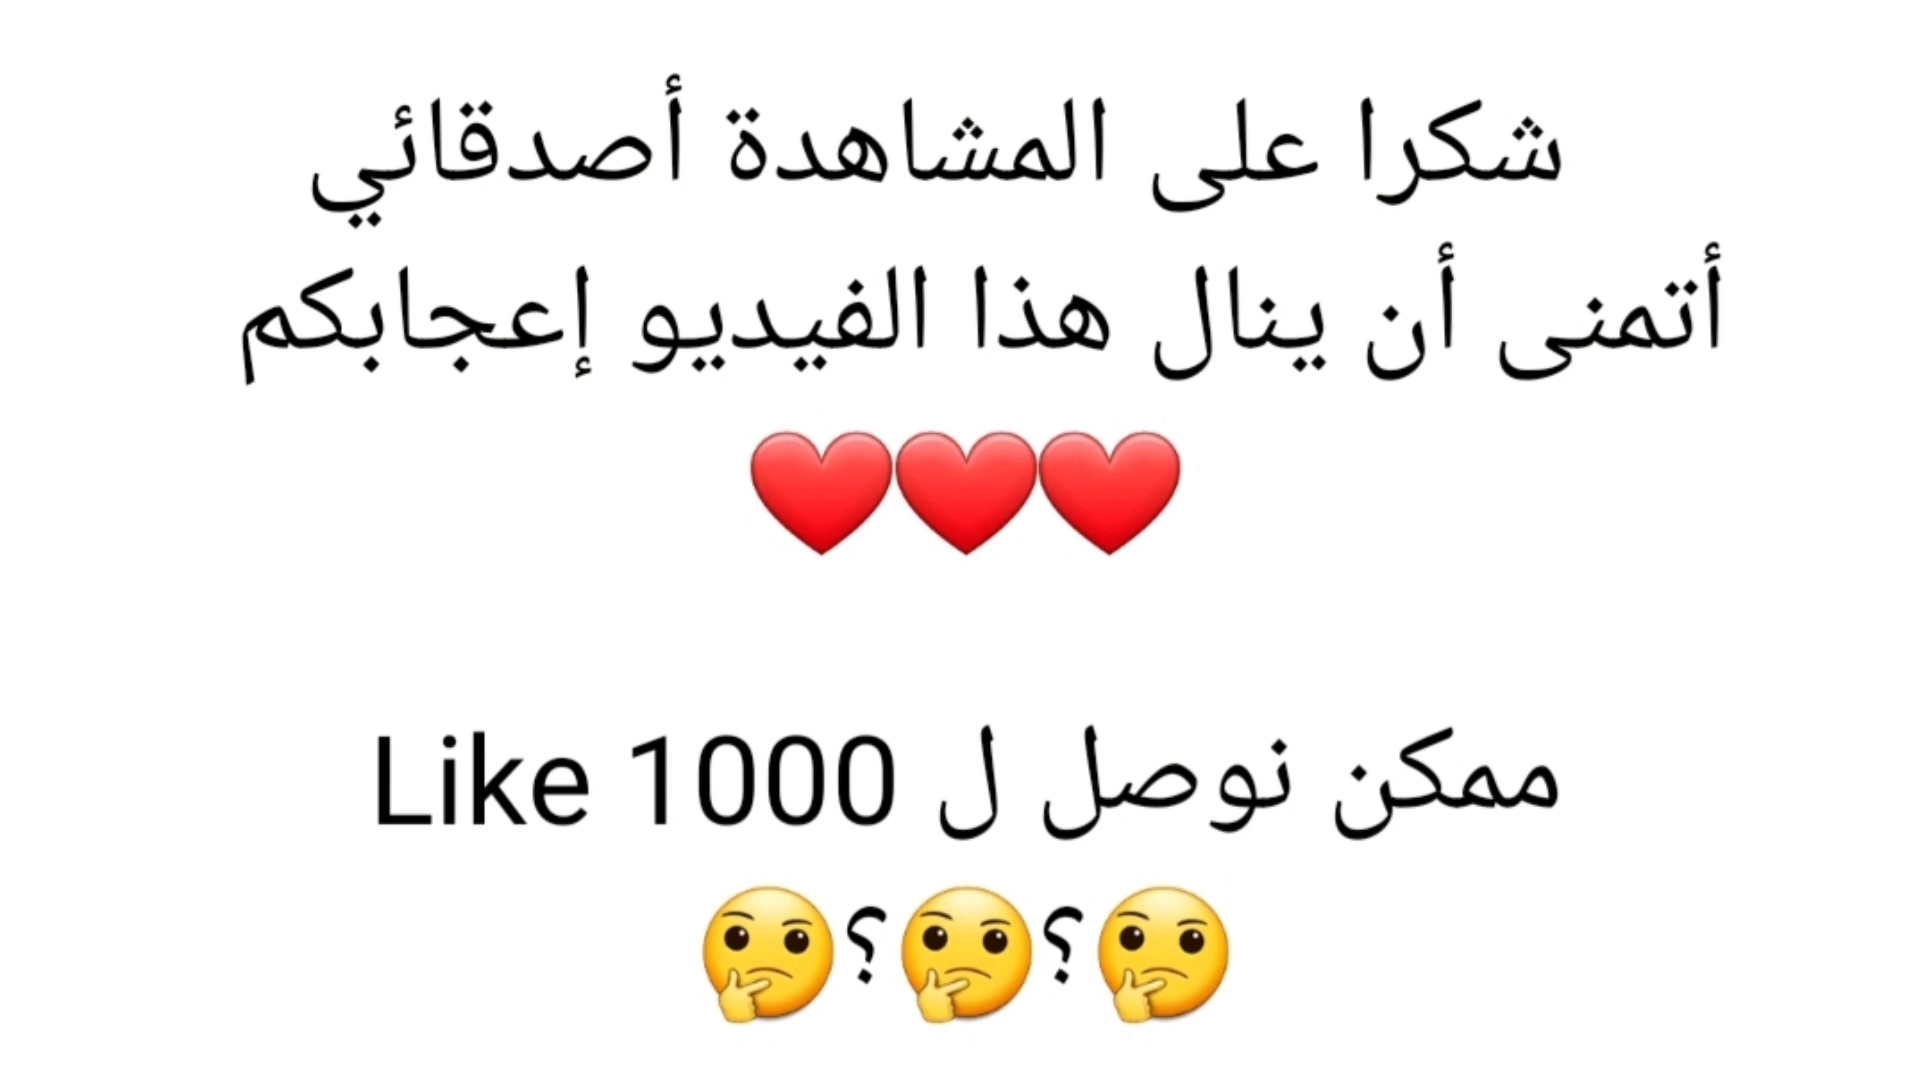 شكرا على المشاهدة أصدقائي
أتمنى أن ينال هذا الفيديو إعجابكم
❤️❤️❤️
ممكن نوصل ل 1000 Like
🤔؟🤔؟🤔